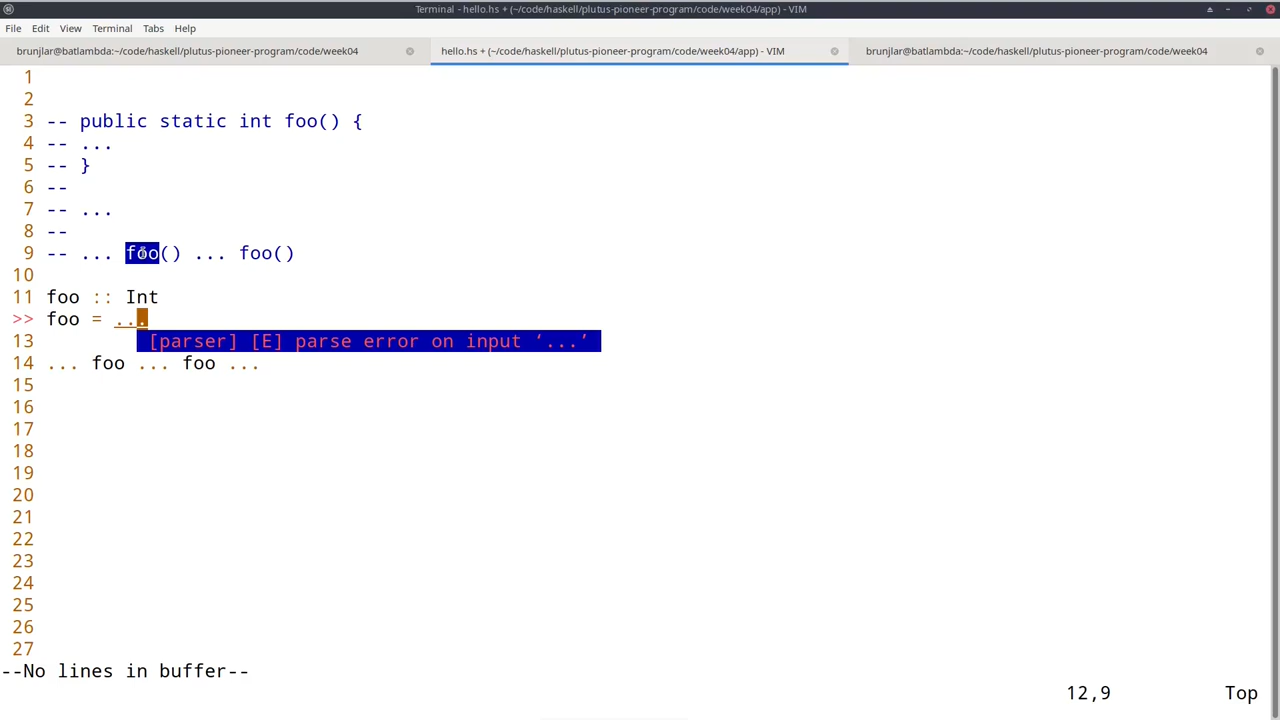 Terminal - hello.hs + (~/code/haskell/plutus-pioneer-program/code/week04/app) - VIM
File Edit View Terminal Tabs Help
brunjlar@batlambda:~/code/haskell/plutus-pioneer-program/code/week04 hello.hs + (~/code/haskell/plutus-pioneer-program/code/week04/app) - VIM brunjlar@batlambda:~/code/haskell/plutus-pioneer-program/code/week04
1
2
3 -- public static int foo() {
4 -- ...
5 -- }
6 --
7 -- ...
8 --
9 -- ... foo() ... foo()
10
11 foo :: Int
>> foo = ...
13 [parser] [E] parse error on input ‘...’
14 ... foo ... foo ...
15
16
17
18
19
20
21
22
23
24
25
26
27
--No lines in buffer--
12,9 Top